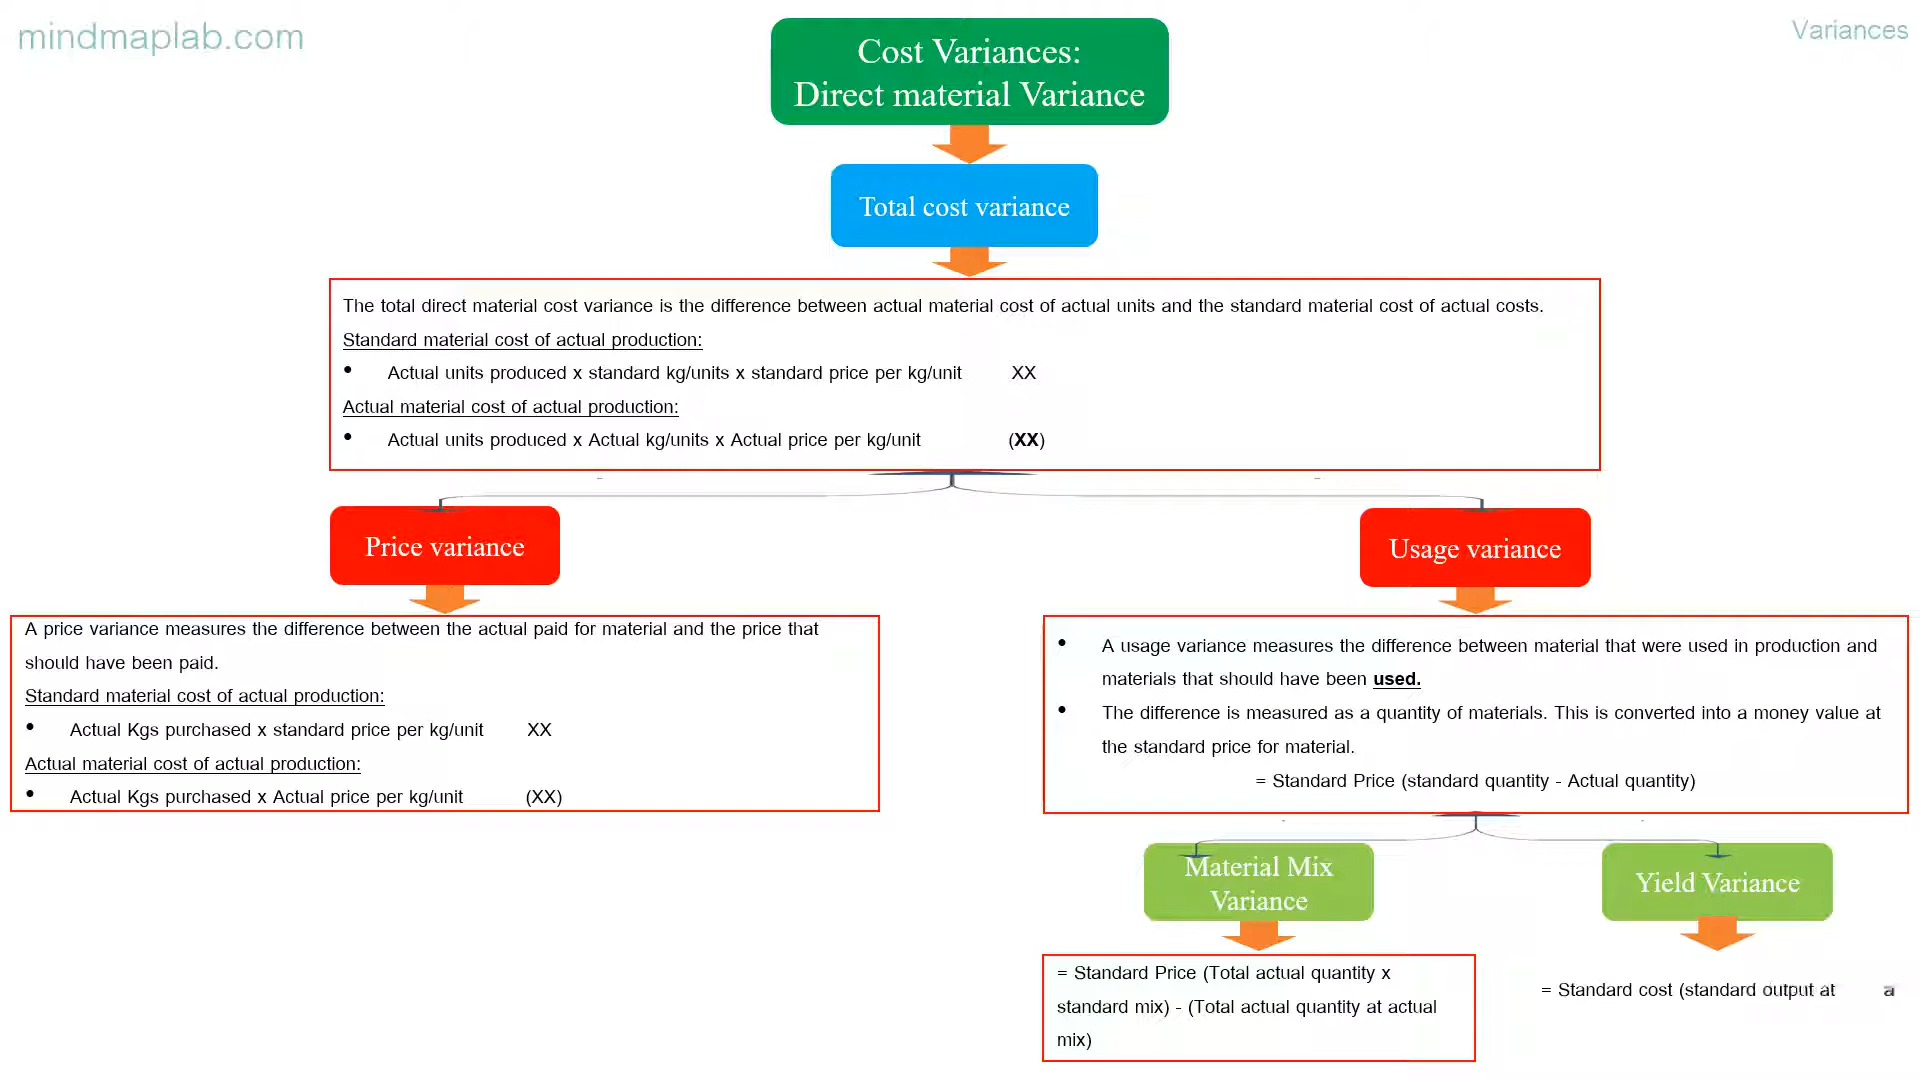 mindmaplab.com
Variances
Cost Variances:
Direct material Variance
Total cost variance
The total direct material cost variance is the difference between actual material cost of actual units and the standard material cost of actual costs.
Standard material cost of actual production:
• Actual units produced x standard kg/units x standard price per kg/unit XX
Actual material cost of actual production:
• Actual units produced x Actual kg/units x Actual price per kg/unit (XX)
Price variance
A price variance measures the difference between the actual paid for material and the price that
should have been paid.
Standard material cost of actual production:
• Actual Kgs purchased x standard price per kg/unit XX
Actual material cost of actual production:
• Actual Kgs purchased x Actual price per kg/unit (XX)
Usage variance
• A usage variance measures the difference between material that were used in production and
materials that should have been used.
• The difference is measured as a quantity of materials. This is converted into a money value at
the standard price for material.
= Standard Price (standard quantity - Actual quantity)
Material Mix
Variance
= Standard Price (Total actual quantity x
standard mix) - (Total actual quantity at actual
mix)
Yield Variance
= Standard cost (standard output at